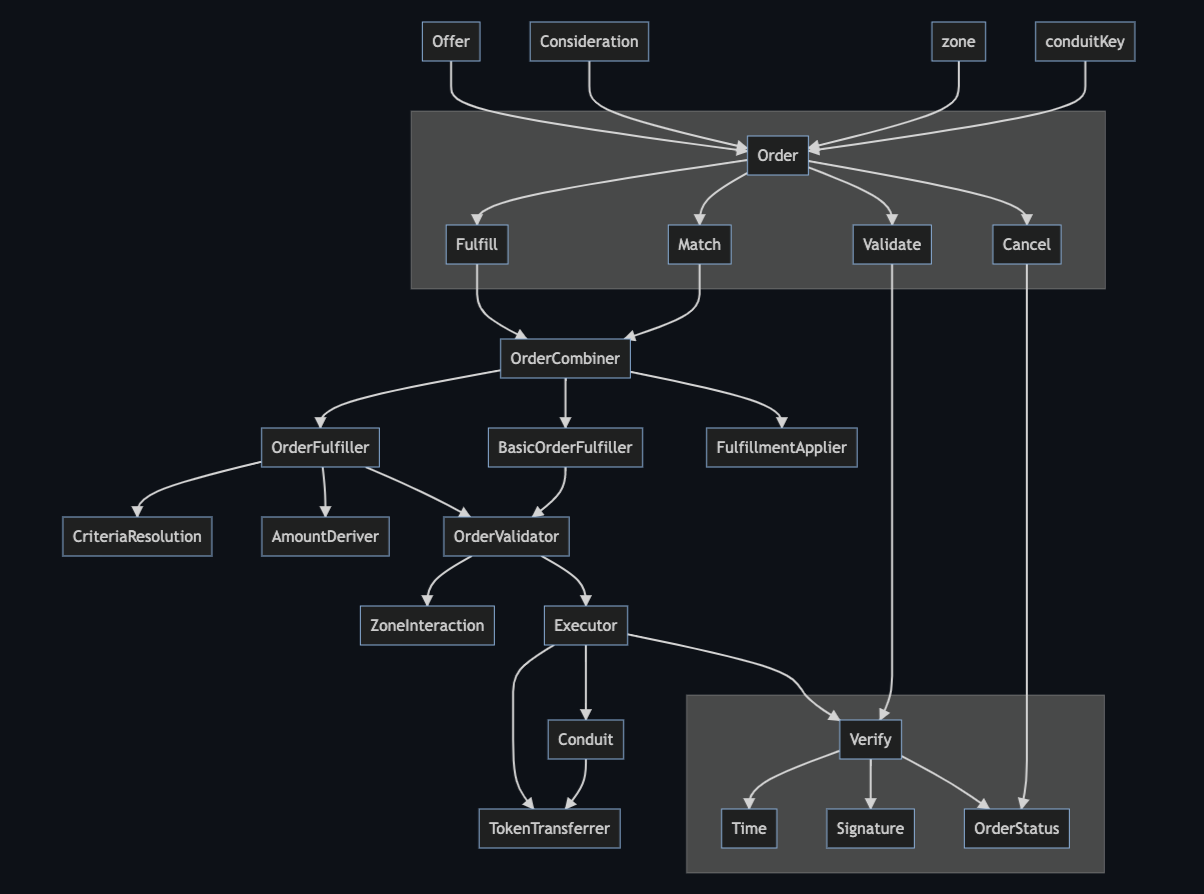 Offer
Consideration
zone
conduitKey
Order
Fulfill
Match
Validate
Cancel
OrderCombiner
OrderFulfiller
BasicOrderFulfiller
FulfillmentApplier
CriteriaResolution
AmountDeriver
OrderValidator
ZoneInteraction
Executor
Conduit
Verify
TokenTransferrer
Time
Signature
OrderStatus